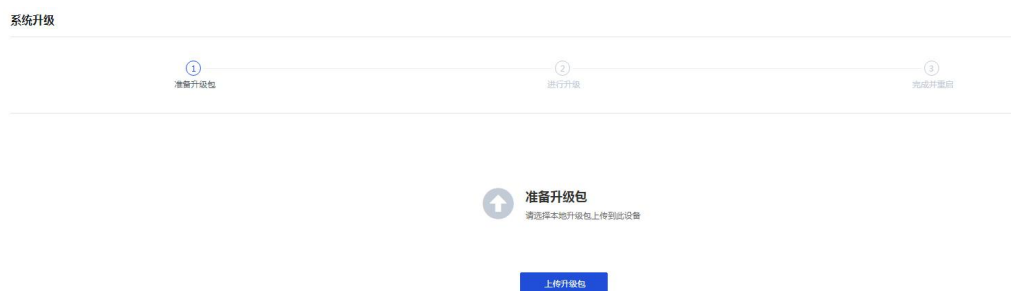 系统升级
1
准备升级包
2
进行升级
3
完成并重启
准备升级包
请选择本地升级包上传到此设备
上传升级包